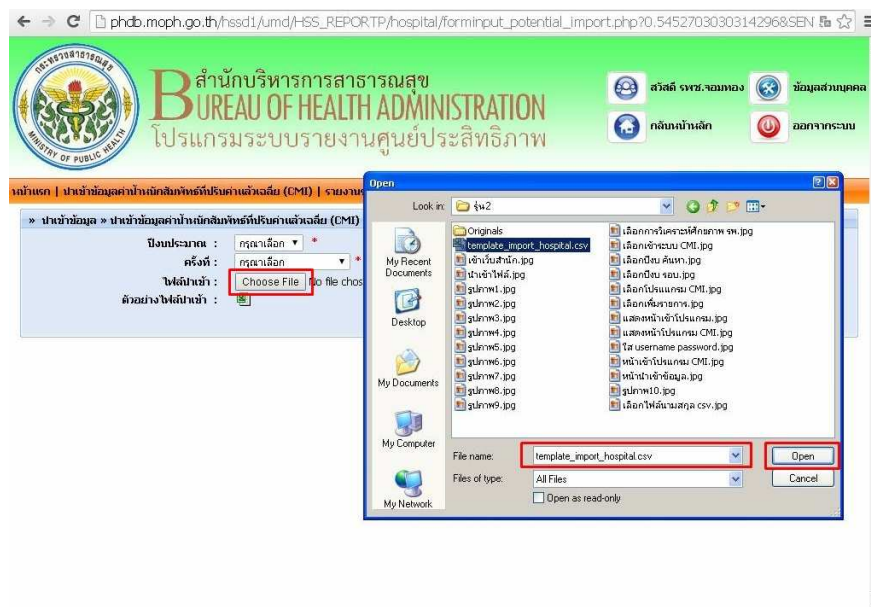 phdb.moph.go.th/hssd1/umd/HSS_REPORTP/hospital/forminput_potential_import.php?0.5452703030314296&SEN
กระทรวงสาธารณสุข
MINISTRY OF PUBLIC HEALTH
สำนักบริหารการสาธารณสุข
BUREAU OF HEALTH ADMINISTRATION
โปรแกรมระบบรายงานศูนย์ประสิทธิภาพ
สวัสดี รพช.จอมทอง
ข้อมูลส่วนบุคคล
กลับหน้าหลัก
ออกจากระบบ
หน้าแรก | นำเข้าข้อมูลค่าน้ำหนักสัมพัทธ์ที่ปรับค่าแล้วเฉลี่ย (CMI) | รายงาน
» นำเข้าข้อมูล » นำเข้าข้อมูลค่าน้ำหนักสัมพัทธ์ที่ปรับค่าแล้วเฉลี่ย (CMI)
ปีงบประมาณ : กรุณาเลือก *
ครั้งที่ : กรุณาเลือก *
ไฟล์นำเข้า : Choose File No file chos
ตัวอย่างไฟล์นำเข้า :
Open
Look in: รุ่น2
My Recent Documents
Desktop
My Documents
My Computer
My Network
Originals
template_import_hospital.csv
เข้าเว็บสำนัก.jpg
นำเข้าไฟล์.jpg
รูปภาพ1.jpg
รูปภาพ2.jpg
รูปภาพ3.jpg
รูปภาพ4.jpg
รูปภาพ5.jpg
รูปภาพ6.jpg
รูปภาพ7.jpg
รูปภาพ8.jpg
รูปภาพ9.jpg
เลือกการวิเคราะห์ศักยภาพ รพ.jpg
เลือกเข้าระบบ CMI.jpg
เลือกปีงบ ค้นหา.jpg
เลือกปีงบ รอบ.jpg
เลือกโปรแแกรม CMI.jpg
เลือกเพิ่มรายการ.jpg
แสดงหน้าเข้าโปรแกรม.jpg
แสดงหน้าโปรแกรม CMI.jpg
ใส่ username password.jpg
หน้าเข้าโปรแกรม CMI.jpg
หน้านำเข้าข้อมูล.jpg
รูปภาพ10.jpg
เลือกไฟล์นามสกุล csv.jpg
File name: template_import_hospital.csv
Open
Files of type: All Files
Cancel
Open as read-only